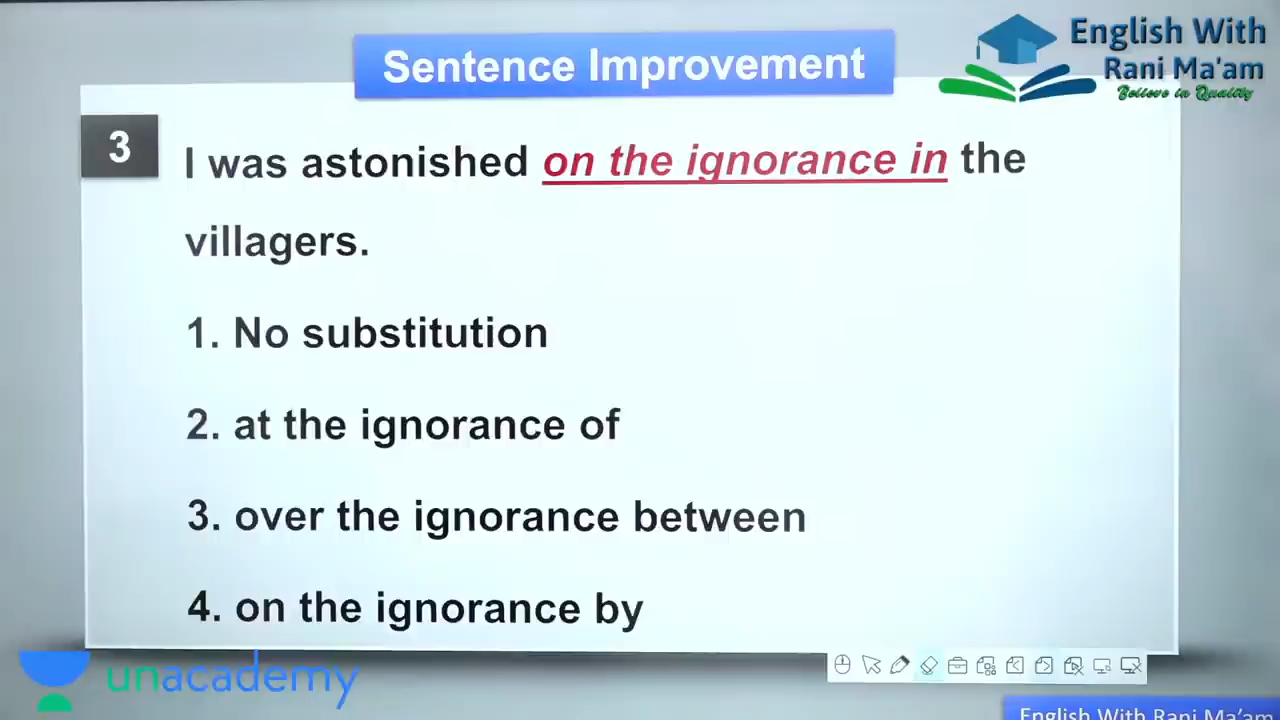 Sentence Improvement
English With
Rani Ma'am
Believe in Quality
3
I was astonished on the ignorance in the
villagers.
1. No substitution
2. at the ignorance of
3. over the ignorance between
4. on the ignorance by
unacademy
English With Rani Ma'am